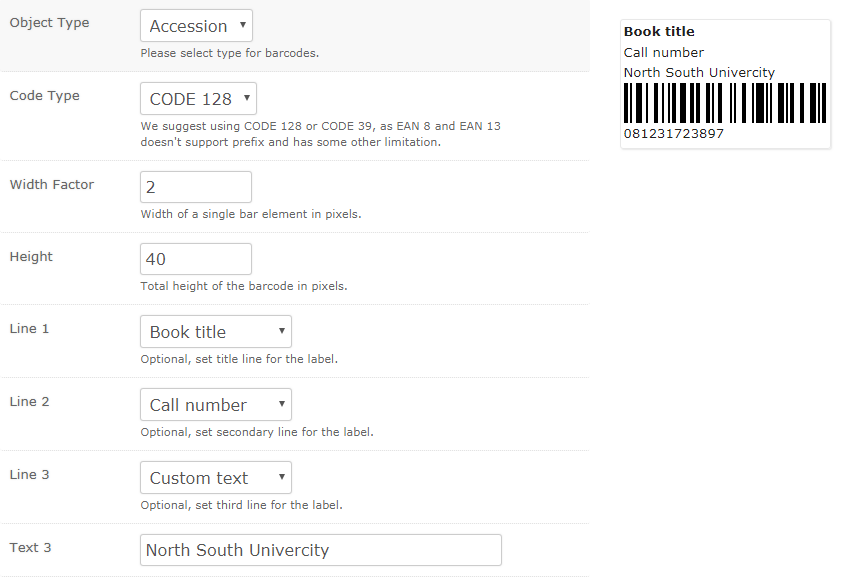 Object Type
Accession
Please select type for barcodes.
Code Type
CODE 128
We suggest using CODE 128 or CODE 39, as EAN 8 and EAN 13
doesn't support prefix and has some other limitation.
Width Factor
2
Width of a single bar element in pixels.
Height
40
Total height of the barcode in pixels.
Line 1
Book title
Optional, set title line for the label.
Line 2
Call number
Optional, set secondary line for the label.
Line 3
Custom text
Optional, set third line for the label.
Text 3
North South Univercity
Book title
Call number
North South Univercity
081231723897